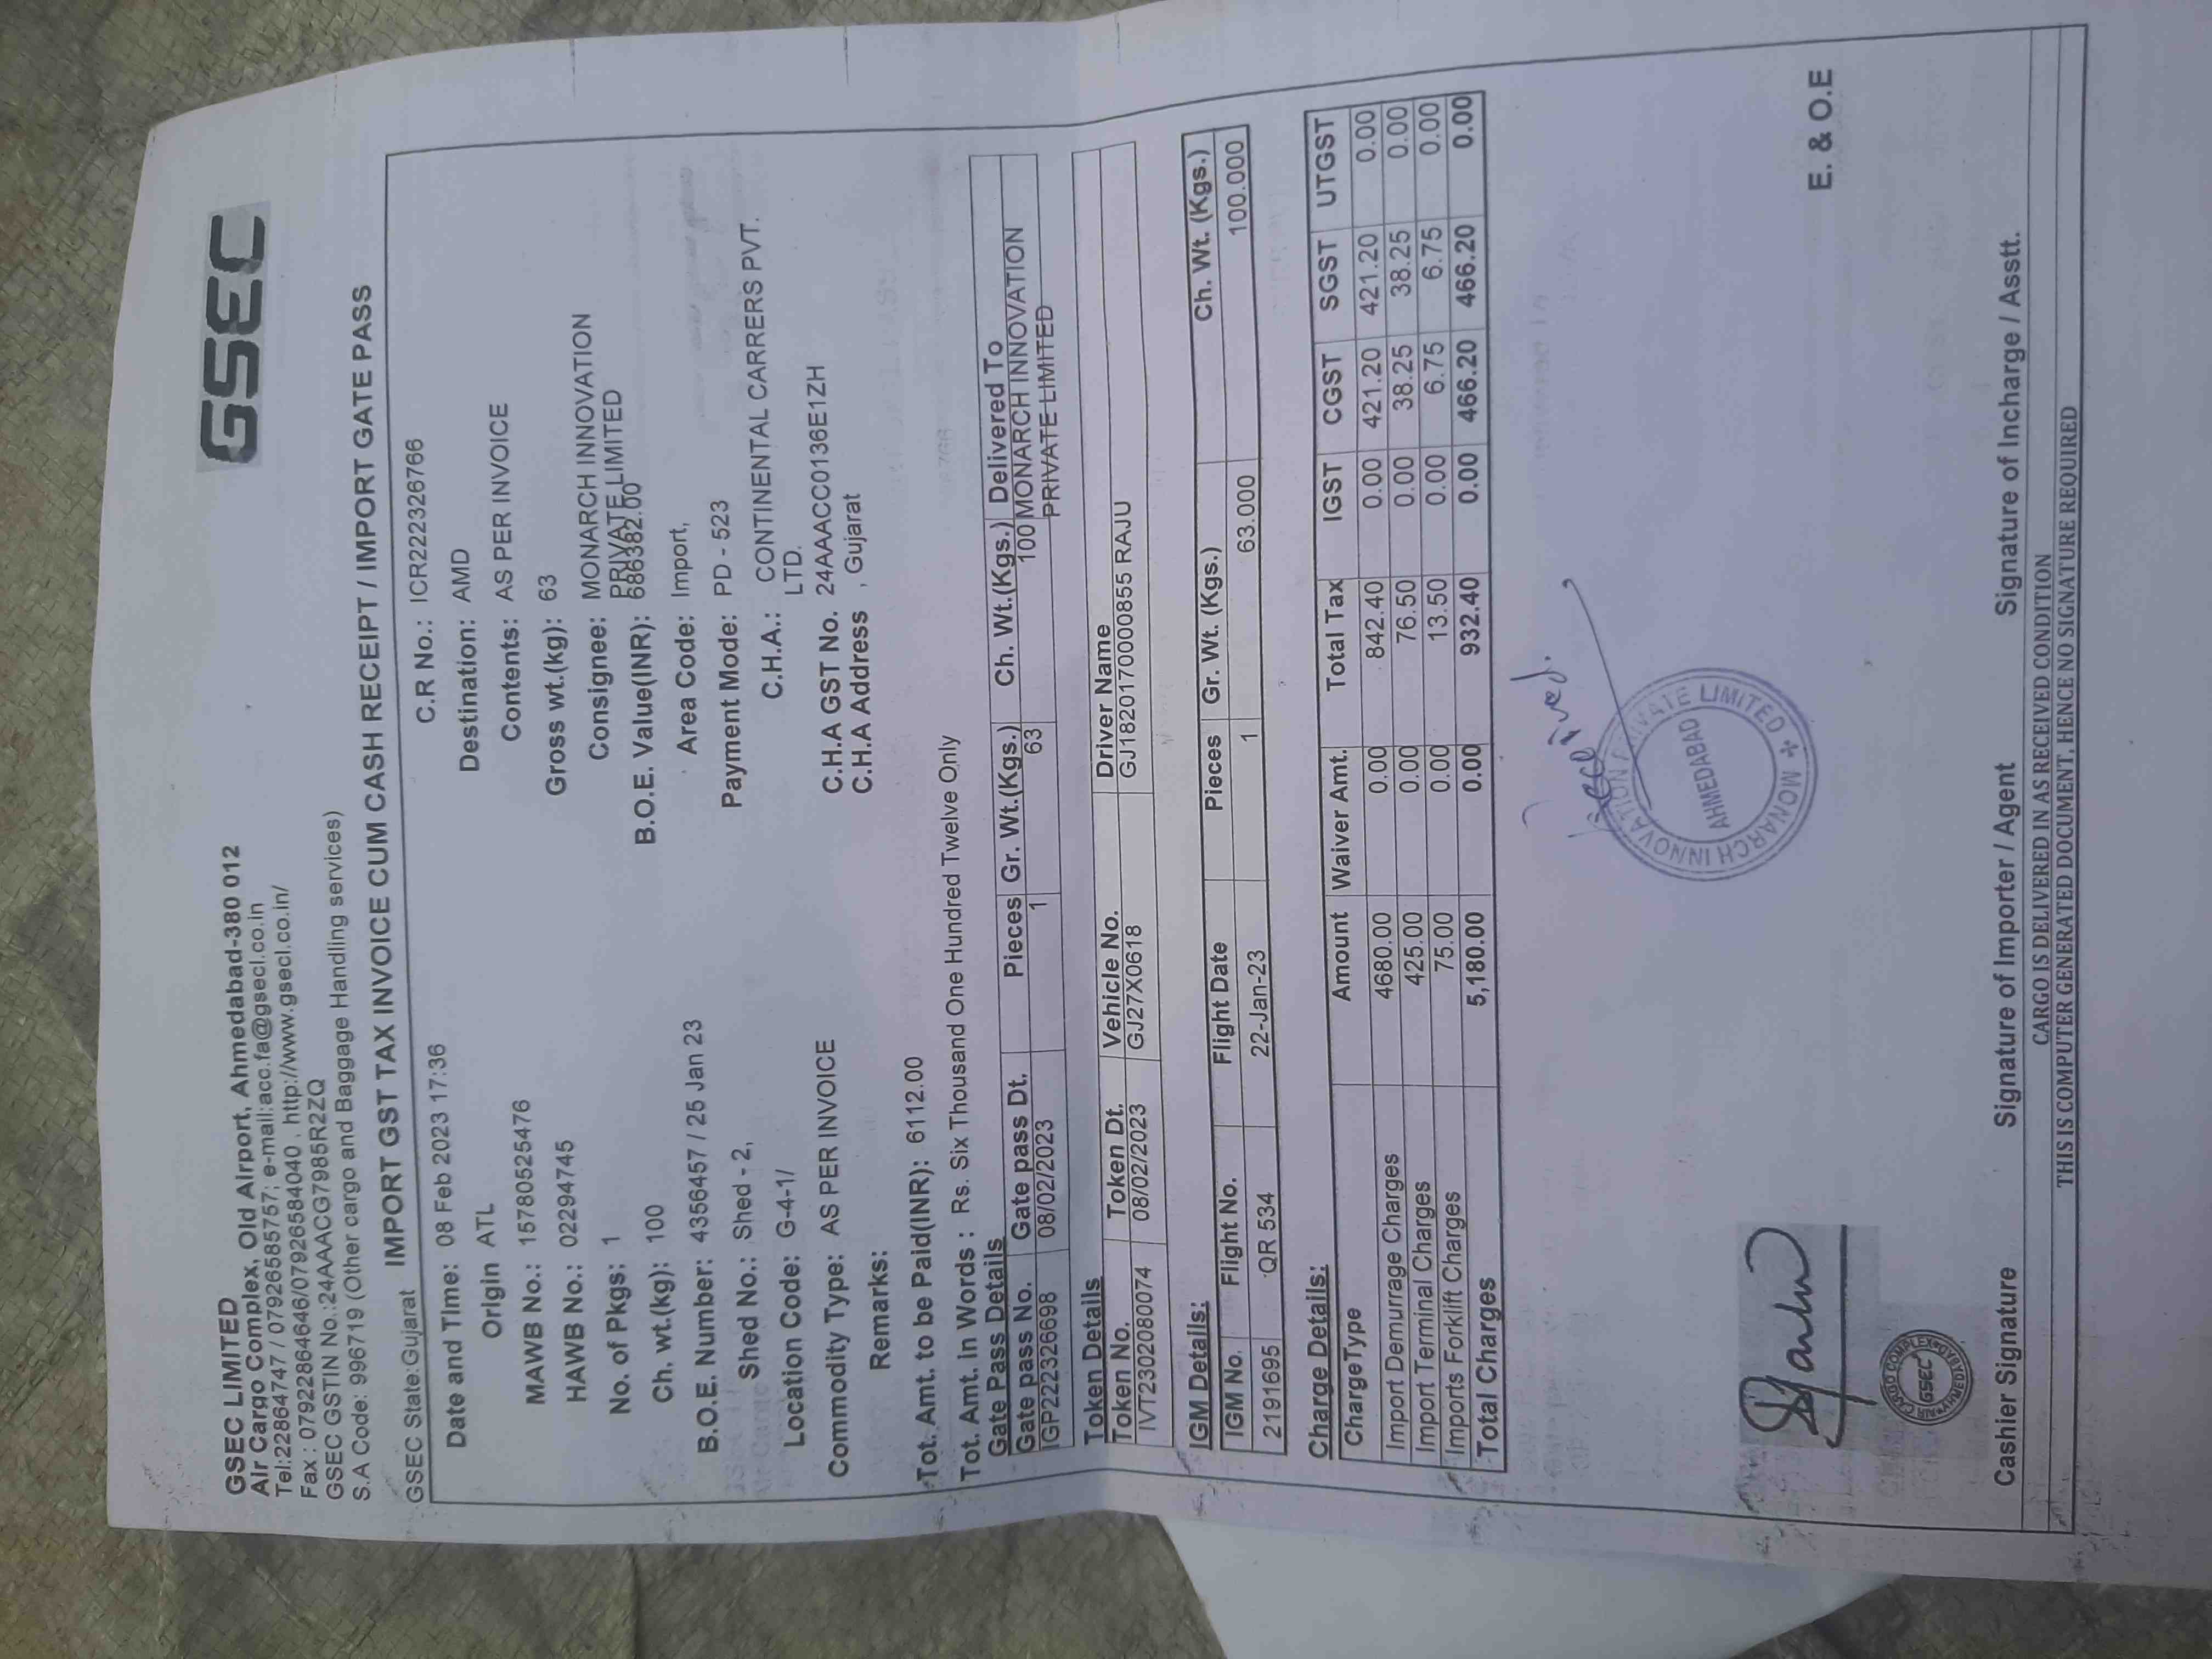 GSEC LIMITED
Air Cargo Complex, Old Airport, Ahmedabad-380 012
Tel:22864747 / 07926585757; e-mail:acc.fa@gsecl.co.in
Fax : 07922864646/07926584040 , http://www.gsecl.co.in/
GSEC GSTIN No.:24AAACG7985R2ZQ
S.A Code: 996719 (Other cargo and Baggage Handling services)
GSEC
IMPORT GST TAX INVOICE CUM CASH RECEIPT / IMPORT GATE PASS
GSEC State:Gujarat
Date and Time: 08 Feb 2023 17:36 C.R No.: ICR222326766
Origin ATL Destination: AMD
MAWB No.: 15780525476 Contents: AS PER INVOICE
HAWB No.: 02294745 Gross wt.(kg): 63
No. of Pkgs: 1 Consignee: MONARCH INNOVATION
PRIVATE LIMITED
Ch. wt.(kg): 100 B.O.E. Value(INR): 686382.00
B.O.E. Number: 4356457 / 25 Jan 23 Area Code: Import,
Shed No.: Shed - 2, Payment Mode: PD - 523
Location Code: G-4-1/ C.H.A.: CONTINENTAL CARRERS PVT.
LTD.
Commodity Type: AS PER INVOICE C.H.A GST No. 24AAACC0136E1ZH
Remarks: C.H.A Address , Gujarat
Tot. Amt. to be Paid(INR): 6112.00
Tot. Amt. in Words : Rs. Six Thousand One Hundred Twelve Only
Gate Pass Details
Gate pass No. Gate pass Dt. Pieces Gr. Wt.(Kgs.) Ch. Wt.(Kgs.) Delivered To
IGP222326698 08/02/2023 1 63 100 MONARCH INNOVATION
PRIVATE LIMITED
Token Details
Token No. Token Dt. Vehicle No. Driver Name
IVT2302080074 08/02/2023 GJ27X0618 GJ1820170000855 RAJU
IGM Details:
IGM No. Flight No. Flight Date Pieces Gr. Wt. (Kgs.) Ch. Wt. (Kgs.)
2191695 QR 534 22-Jan-23 1 63.000 100.000
Charge Details:
ChargeType Amount Waiver Amt. Total Tax IGST CGST SGST UTGST
Import Demurrage Charges 4680.00 0.00 842.40 0.00 421.20 421.20 0.00
Import Terminal Charges 425.00 0.00 76.50 0.00 38.25 38.25 0.00
Imports Forklift Charges 75.00 0.00 13.50 0.00 6.75 6.75 0.00
Total Charges 5,180.00 0.00 932.40 0.00 466.20 466.20 0.00
Received.
MONARCH INNOVATION PRIVATE LIMITED
AHMEDABAD
E. & O.E
AIR CARGO COMPLEX
GSEC
AHMEDABAD
Cashier Signature Signature of Importer / Agent Signature of Incharge / Asstt.
CARGO IS DELIVERED IN AS RECEIVED CONDITION
THIS IS COMPUTER GENERATED DOCUMENT, HENCE NO SIGNATURE REQUIRED